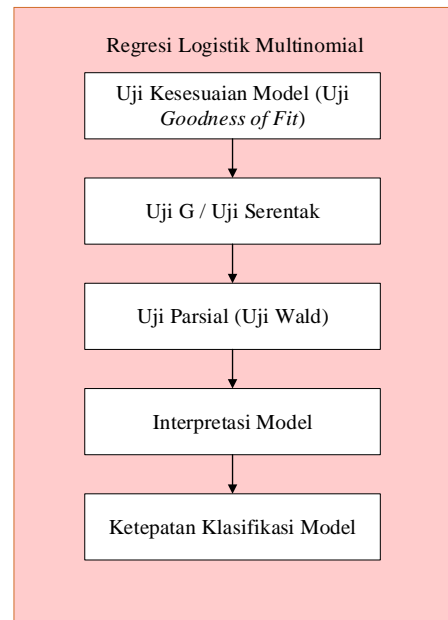 Regresi Logistik Multinomial
Uji Kesesuaian Model (Uji
Goodness of Fit)
Uji G / Uji Serentak
Uji Parsial (Uji Wald)
Interpretasi Model
Ketepatan Klasifikasi Model